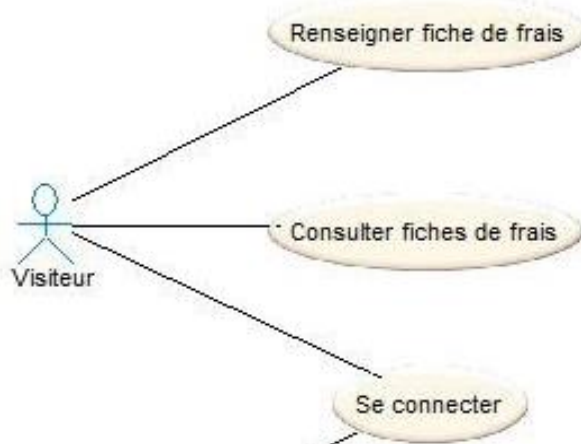 Renseigner fiche de frais
Consulter fiches de frais
Visiteur
Se connecter